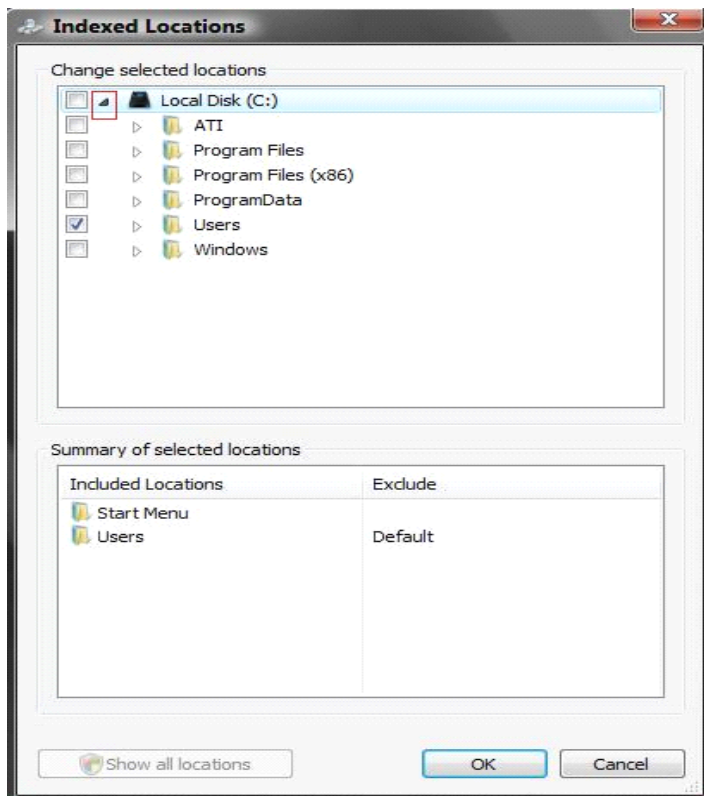 Indexed Locations
Change selected locations
Local Disk (C:)
ATI
Program Files
Program Files (x86)
ProgramData
Users
Windows
Summary of selected locations
Included Locations Exclude
Start Menu
Users Default
Show all locations OK Cancel